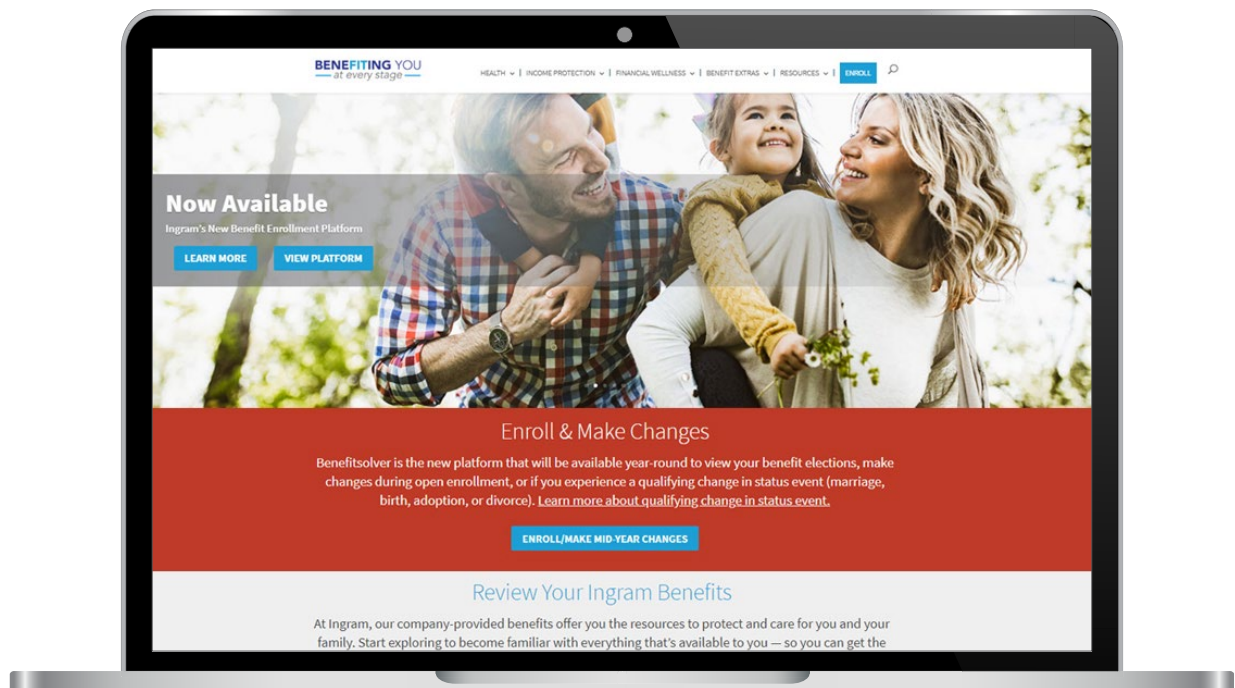 BENEFITING YOU
at every stage
HEALTH | INCOME PROTECTION | FINANCIAL WELLNESS | BENEFIT EXTRAS | RESOURCES | ENROLL
Now Available
Ingram's New Benefit Enrollment Platform
LEARN MORE VIEW PLATFORM
Enroll & Make Changes
Benefitsolver is the new platform that will be available year-round to view your benefit elections, make
changes during open enrollment, or if you experience a qualifying change in status event (marriage,
birth, adoption, or divorce). Learn more about qualifying change in status event.
ENROLL/MAKE MID-YEAR CHANGES
Review Your Ingram Benefits
At Ingram, our company-provided benefits offer you the resources to protect and care for you and your
family. Start exploring to become familiar with everything that's available to you — so you can get the